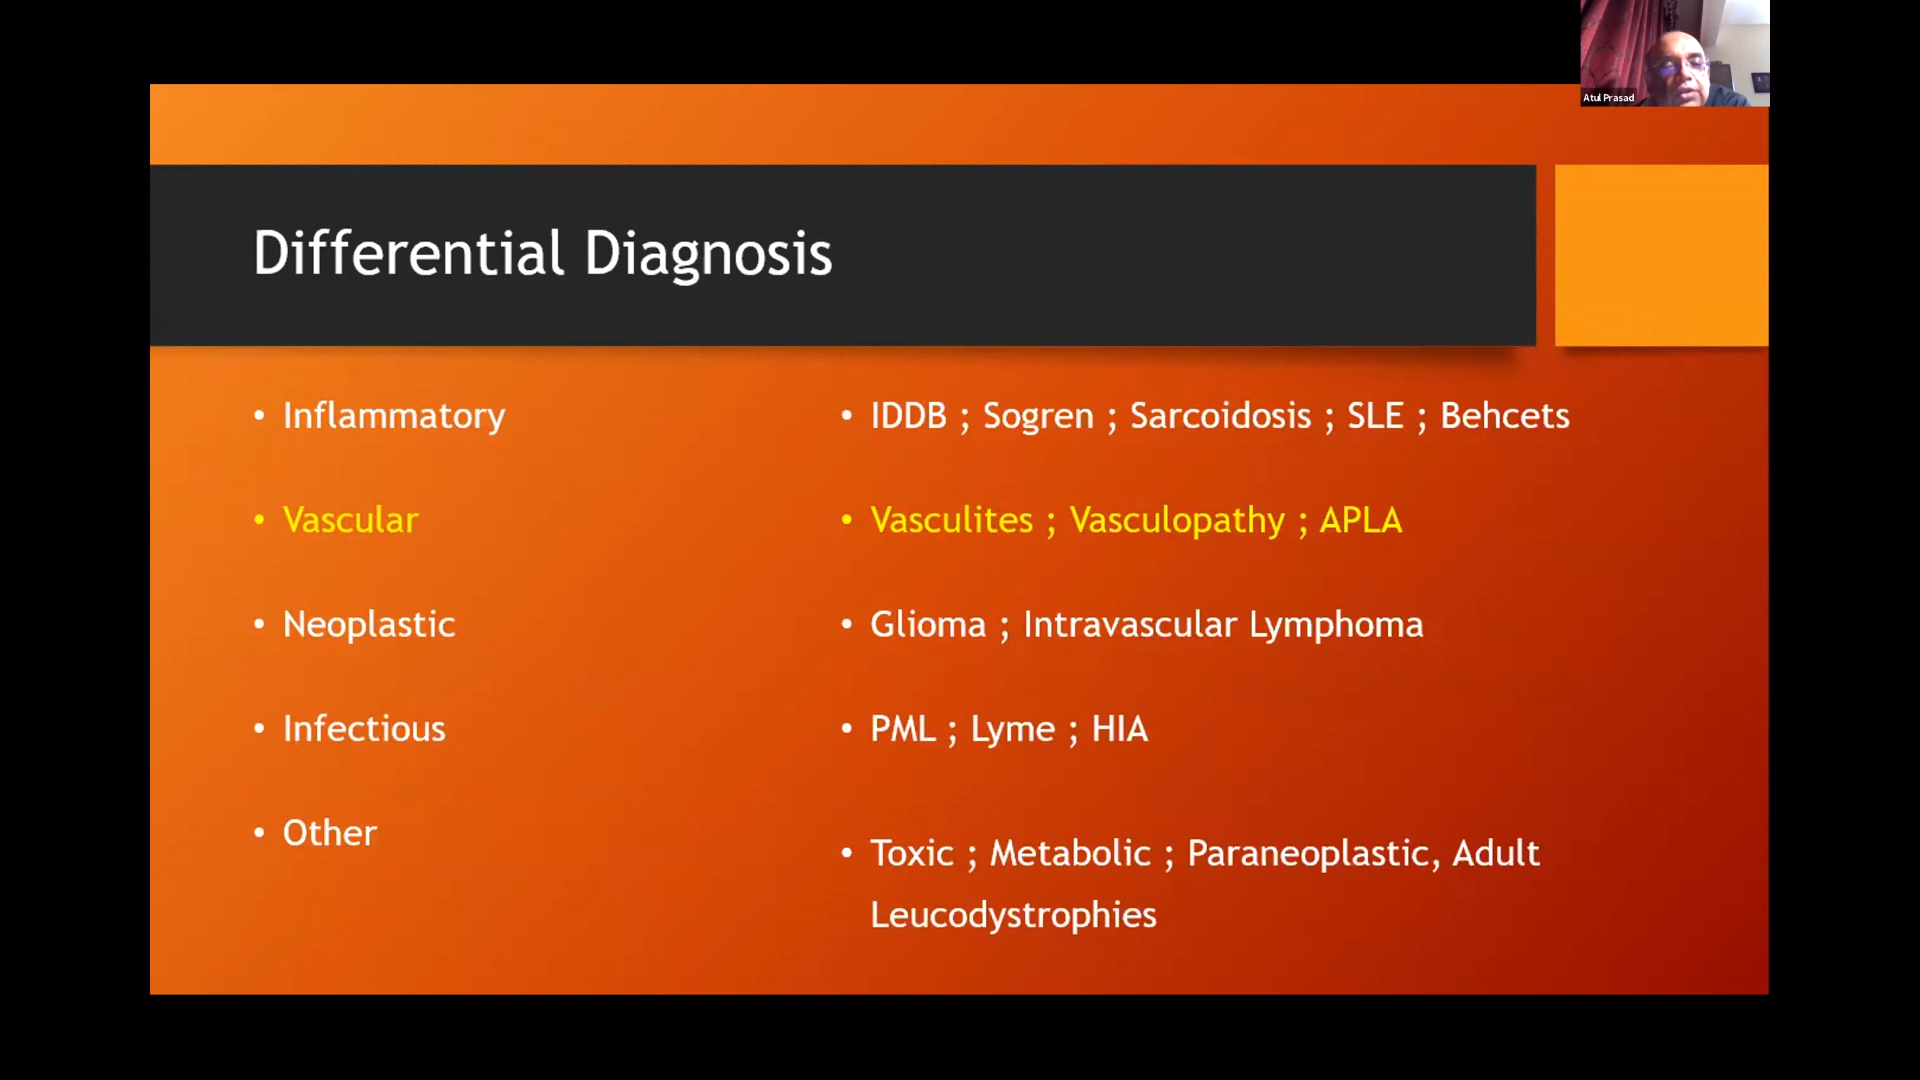 Atul Prasad
Differential Diagnosis
• Inflammatory
• IDDB ; Sogren ; Sarcoidosis ; SLE ; Behcets
• Vascular
• Vasculites ; Vasculopathy ; APLA
• Neoplastic
• Glioma ; Intravascular Lymphoma
• Infectious
• PML ; Lyme ; HIA
• Other
• Toxic ; Metabolic ; Paraneoplastic, Adult
Leucodystrophies